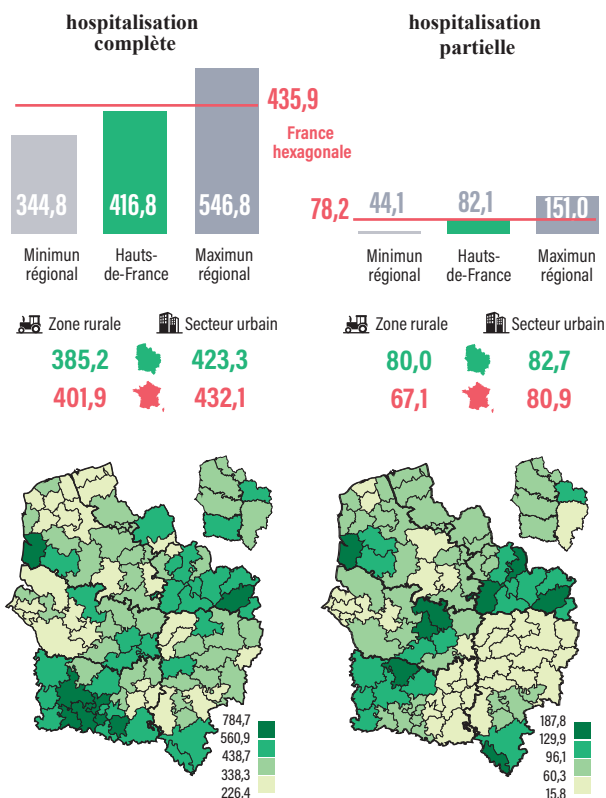 hospitalisation
complète
435,9
France
hexagonale
344,8
416,8
546,8
Minimun
régional
Hauts-
de-France
Maximun
régional
Zone rurale
Secteur urbain
385,2
423,3
401,9
432,1
784,7
560,9
438,7
338,3
226,4
hospitalisation
partielle
78,2
44,1
82,1
151,0
Minimun
régional
Hauts-
de-France
Maximun
régional
Zone rurale
Secteur urbain
80,0
82,7
67,1
80,9
187,8
129,9
96,1
60,3
15,8